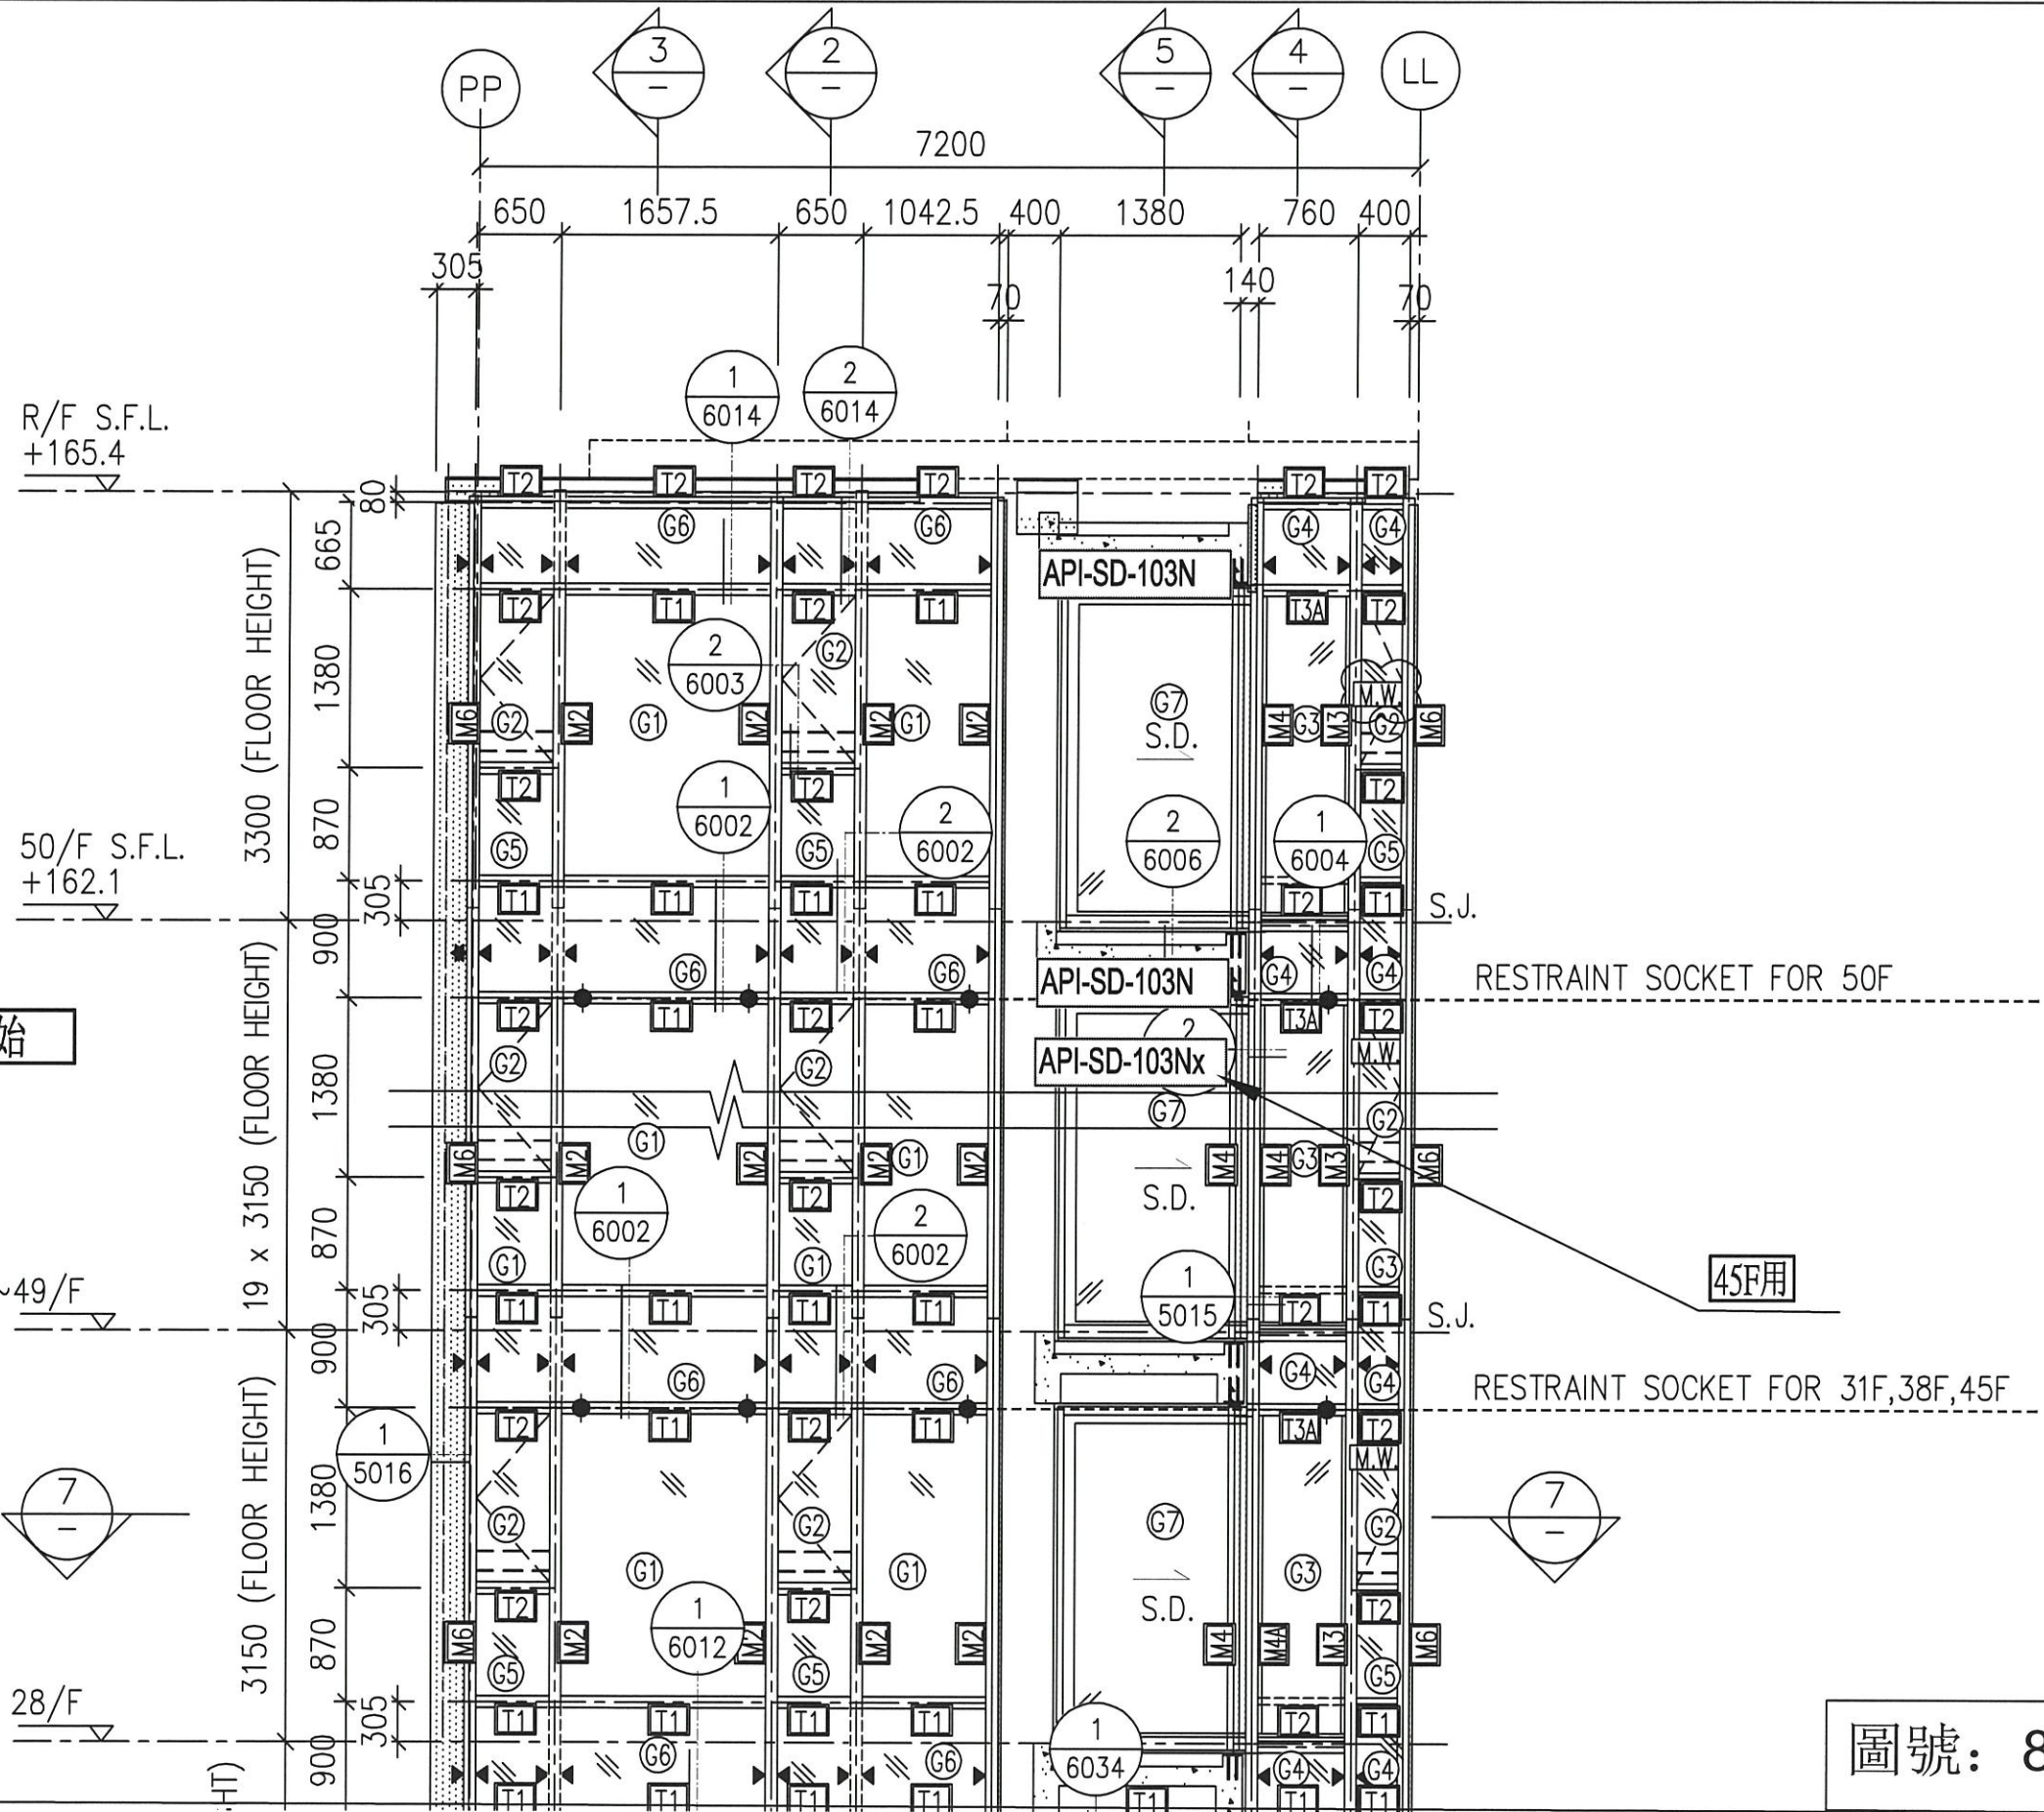 PP 3 – 2 – 5 – 4 – LL
7200
650 1657.5 650 1042.5 400 1380 760 400
305 70 140 70
1 6014 2 6014
R/F S.F.L.
+165.4
80
T2 T2 T2 T2 T2 T2
665
G6 G6 G4 G4
API-SD-103N
T2 T1 T2 T1 T3A T2
3300 (FLOOR HEIGHT)
1380
2 6003
G2
G7
S.D.
M.W.
M6 G2 M2 G1 M2 M2 G1 M2 M4 G3 M3 G2 M6
T2 T2 T2
870
1 6002 2 6002 2 6006 1 6004
G5 G5 G5
50/F S.F.L.
+162.1
305
T1 T1 T1 T1 T2 T1
S.J.
900
G6 G6 G4 G4
API-SD-103N
RESTRAINT SOCKET FOR 50F
始
T2 T1 T2 T1 T3A T2
19 x 3150 (FLOOR HEIGHT)
1380
2
G2 G2
API-SD-103Nx
M.W.
G7
G2
G1
M6 M2 M2 M2 G1 M2 M4 M4 G3 M3 M6
S.D.
T2 T2 T2
870
1 6002 2 6002
G1 G1 G3
45F用
~49/F
305
1 5015
T1 T1 T1 T1 T2 T1
S.J.
900
G6 G6 G4 G4
RESTRAINT SOCKET FOR 31F,38F,45F
T2 T1 T2 T1 T3A T2
1 5016
M.W.
3150 (FLOOR HEIGHT)
1380
7 – 7 –
G2 G2 G7 G2
G1 G1 G3
S.D.
T2 T2 T2
1 6012
870
M6 M2 M2 M2 M2 M4 M4A M3 M6
G5 G5 G5
28/F
305
T1 T1 T1 T1 T2 T1
1 6034
900
G6 G6 G4 G4
T1 T1 T1 T1 T1 T1 T1
HT)
圖號: 8